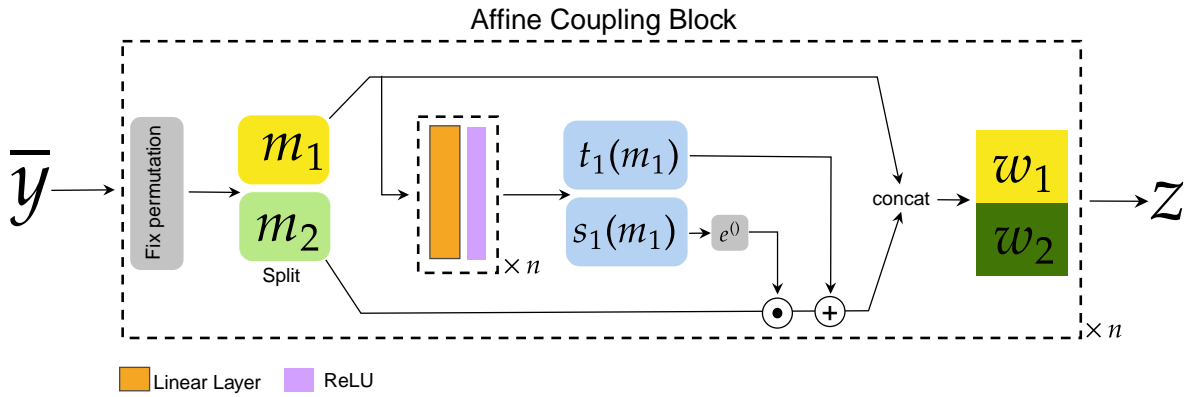 Affine Coupling Block
y̅
Fix permutation
m₁
m₂
Split
× n
t₁(m₁)
s₁(m₁)
e⁽⁾
concat
w₁
w₂
z
× n
Linear Layer
ReLU